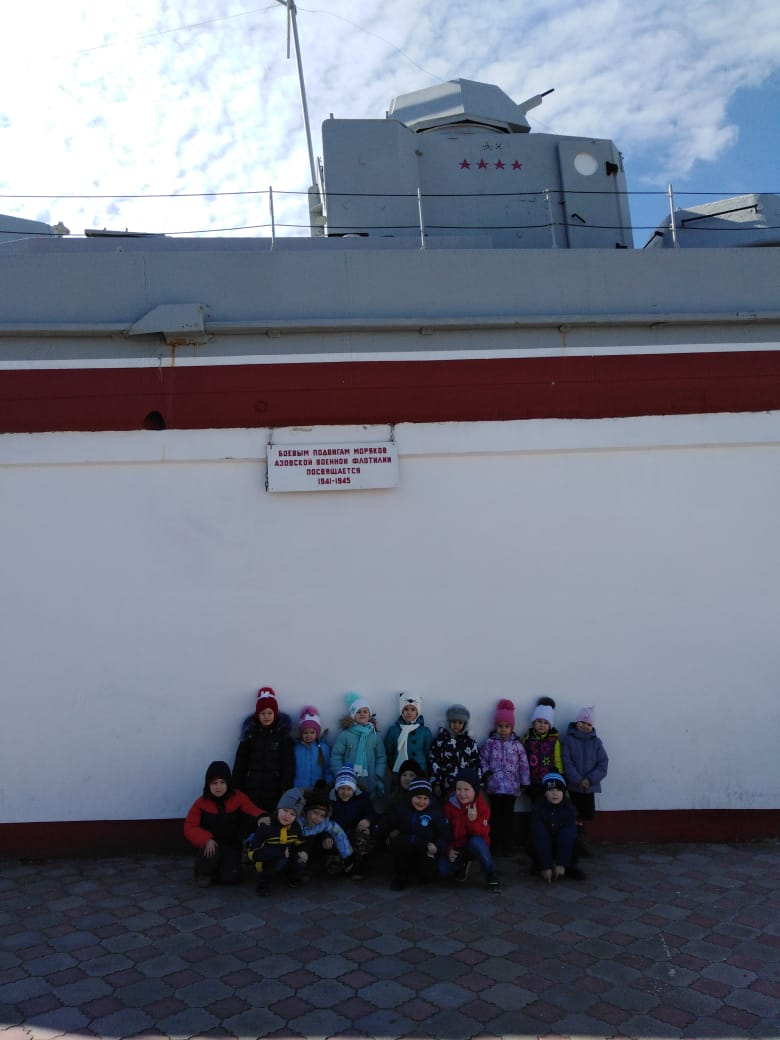 БОЕВЫМ ПОДВИГАМ МОРЯКОВ
АЗОВСКОЙ ВОЕННОЙ ФЛОТИЛИИ
ПОСВЯЩАЕТСЯ
1941-1945